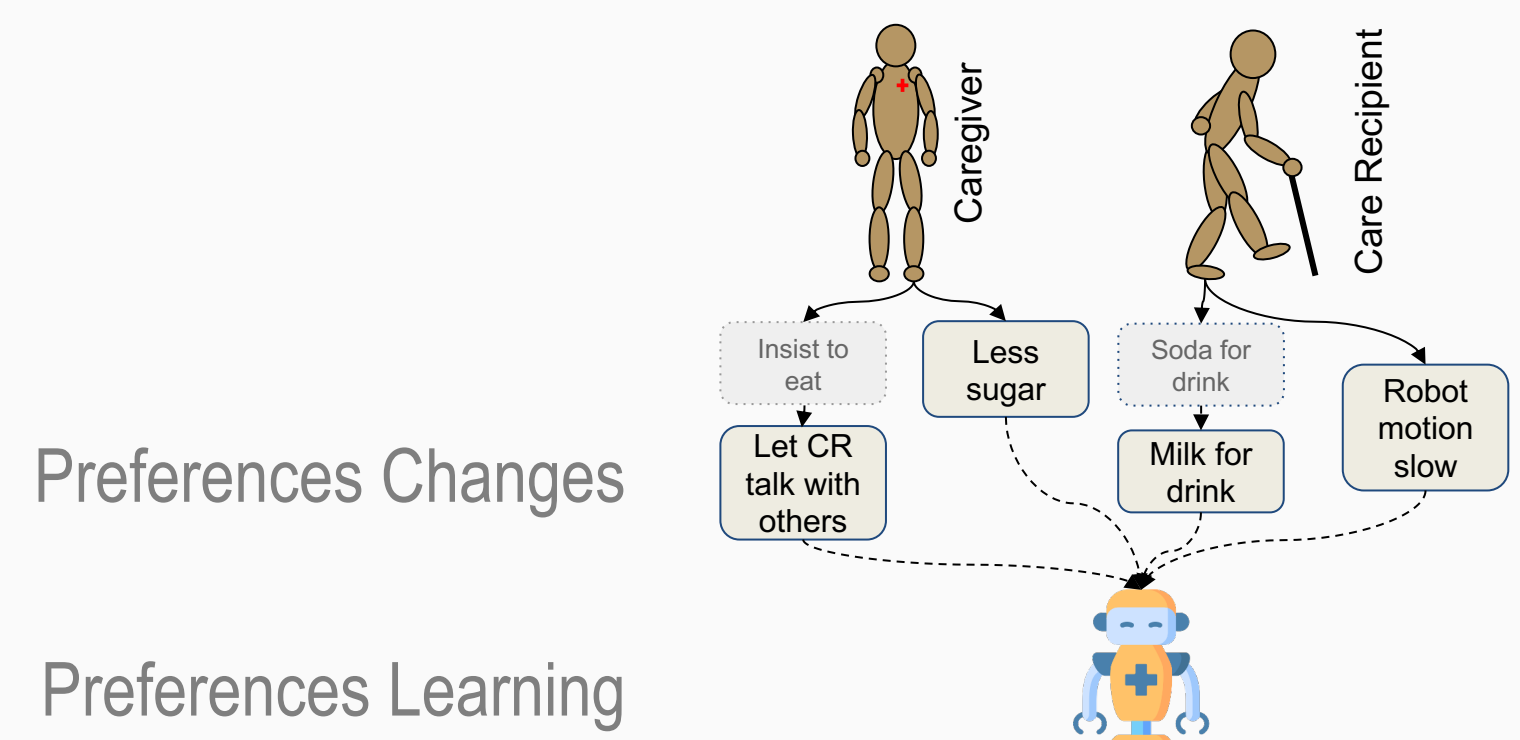 Caregiver
Care Recipient
Insist to
eat
Less
sugar
Soda for
drink
Robot
motion
slow
Let CR
talk with
others
Milk for
drink
Preferences Changes
Preferences Learning